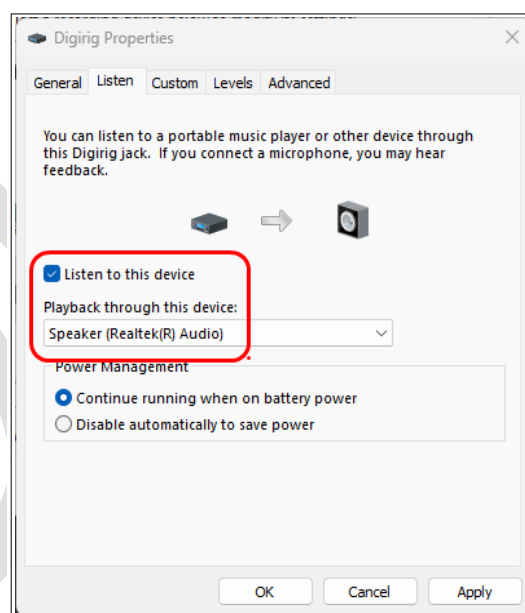 Digirig Properties
General Listen Custom Levels Advanced
You can listen to a portable music player or other device through
this Digirig jack. If you connect a microphone, you may hear
feedback.
Listen to this device
Playback through this device:
Speaker (Realtek(R) Audio)
Power Management
Continue running when on battery power
Disable automatically to save power
OK Cancel Apply